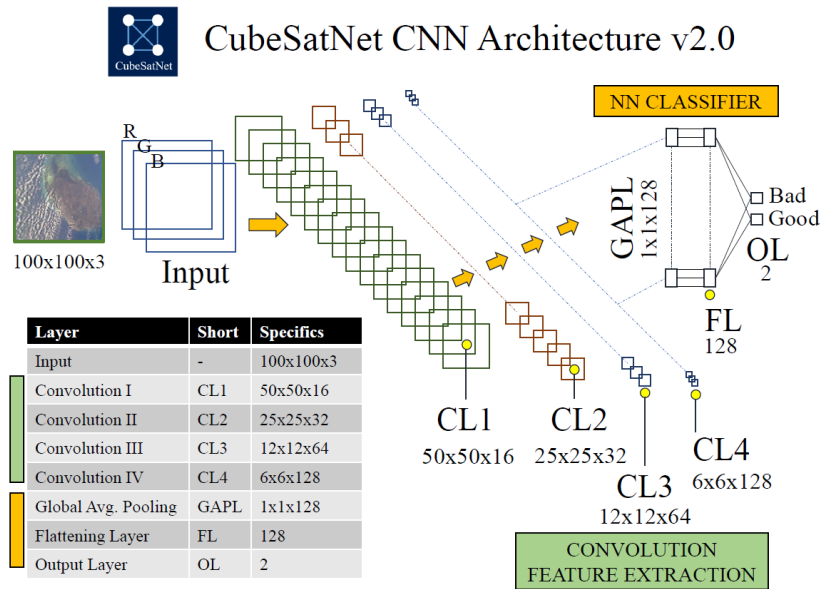 CubeSatNet
CubeSatNet CNN Architecture v2.0
NN CLASSIFIER
R
G
B
100x100x3
Input
GAPL
1x1x128
Bad
Good
OL
2
FL
128
CL1
50x50x16
CL2
25x25x32
CL3
12x12x64
CL4
6x6x128
CONVOLUTION
FEATURE EXTRACTION
Layer Short Specifics
Input - 100x100x3
Convolution I CL1 50x50x16
Convolution II CL2 25x25x32
Convolution III CL3 12x12x64
Convolution IV CL4 6x6x128
Global Avg. Pooling GAPL 1x1x128
Flattening Layer FL 128
Output Layer OL 2